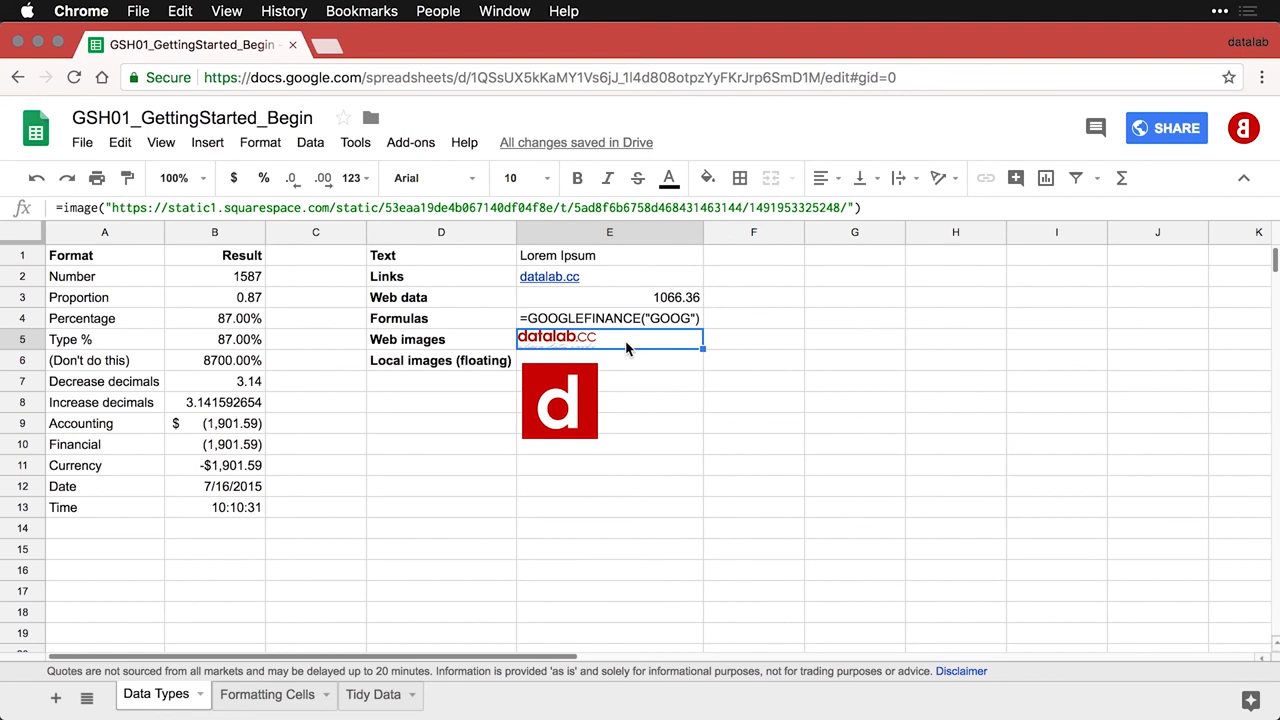 Chrome File Edit View History Bookmarks People Window Help
GSH01_GettingStarted_Begin - datalab
Secure https://docs.google.com/spreadsheets/d/1QSsUX5kKaMY1Vs6jJ_1l4d808otpzYyFKrJrp6SmD1M/edit#gid=0
GSH01_GettingStarted_Begin
SHARE
File Edit View Insert Format Data Tools Add-ons Help All changes saved in Drive
100% $ % .0 .00 123 Arial 10 B I S A Σ
fx =image("https://static1.squarespace.com/static/53eaa19de4b067140df04f8e/t/5ad8f6b6758d468431463144/1491953325248/")
A B C D E F G H I J K
1 Format Result Text Lorem Ipsum
2 Number 1587 Links datalab.cc
3 Proportion 0.87 Web data 1066.36
4 Percentage 87.00% Formulas =GOOGLEFINANCE("GOOG")
5 Type % 87.00% Web images datalab.cc
6 (Don't do this) 8700.00% Local images (floating)
7 Decrease decimals 3.14
8 Increase decimals 3.141592654
d
9 Accounting $ (1,901.59)
10 Financial (1,901.59)
11 Currency -$1,901.59
12 Date 7/16/2015
13 Time 10:10:31
14
15
16
17
18
19
Quotes are not sourced from all markets and may be delayed up to 20 minutes. Information is provided 'as is' and solely for informational purposes, not for trading purposes or advice. Disclaimer
Data Types Formatting Cells Tidy Data